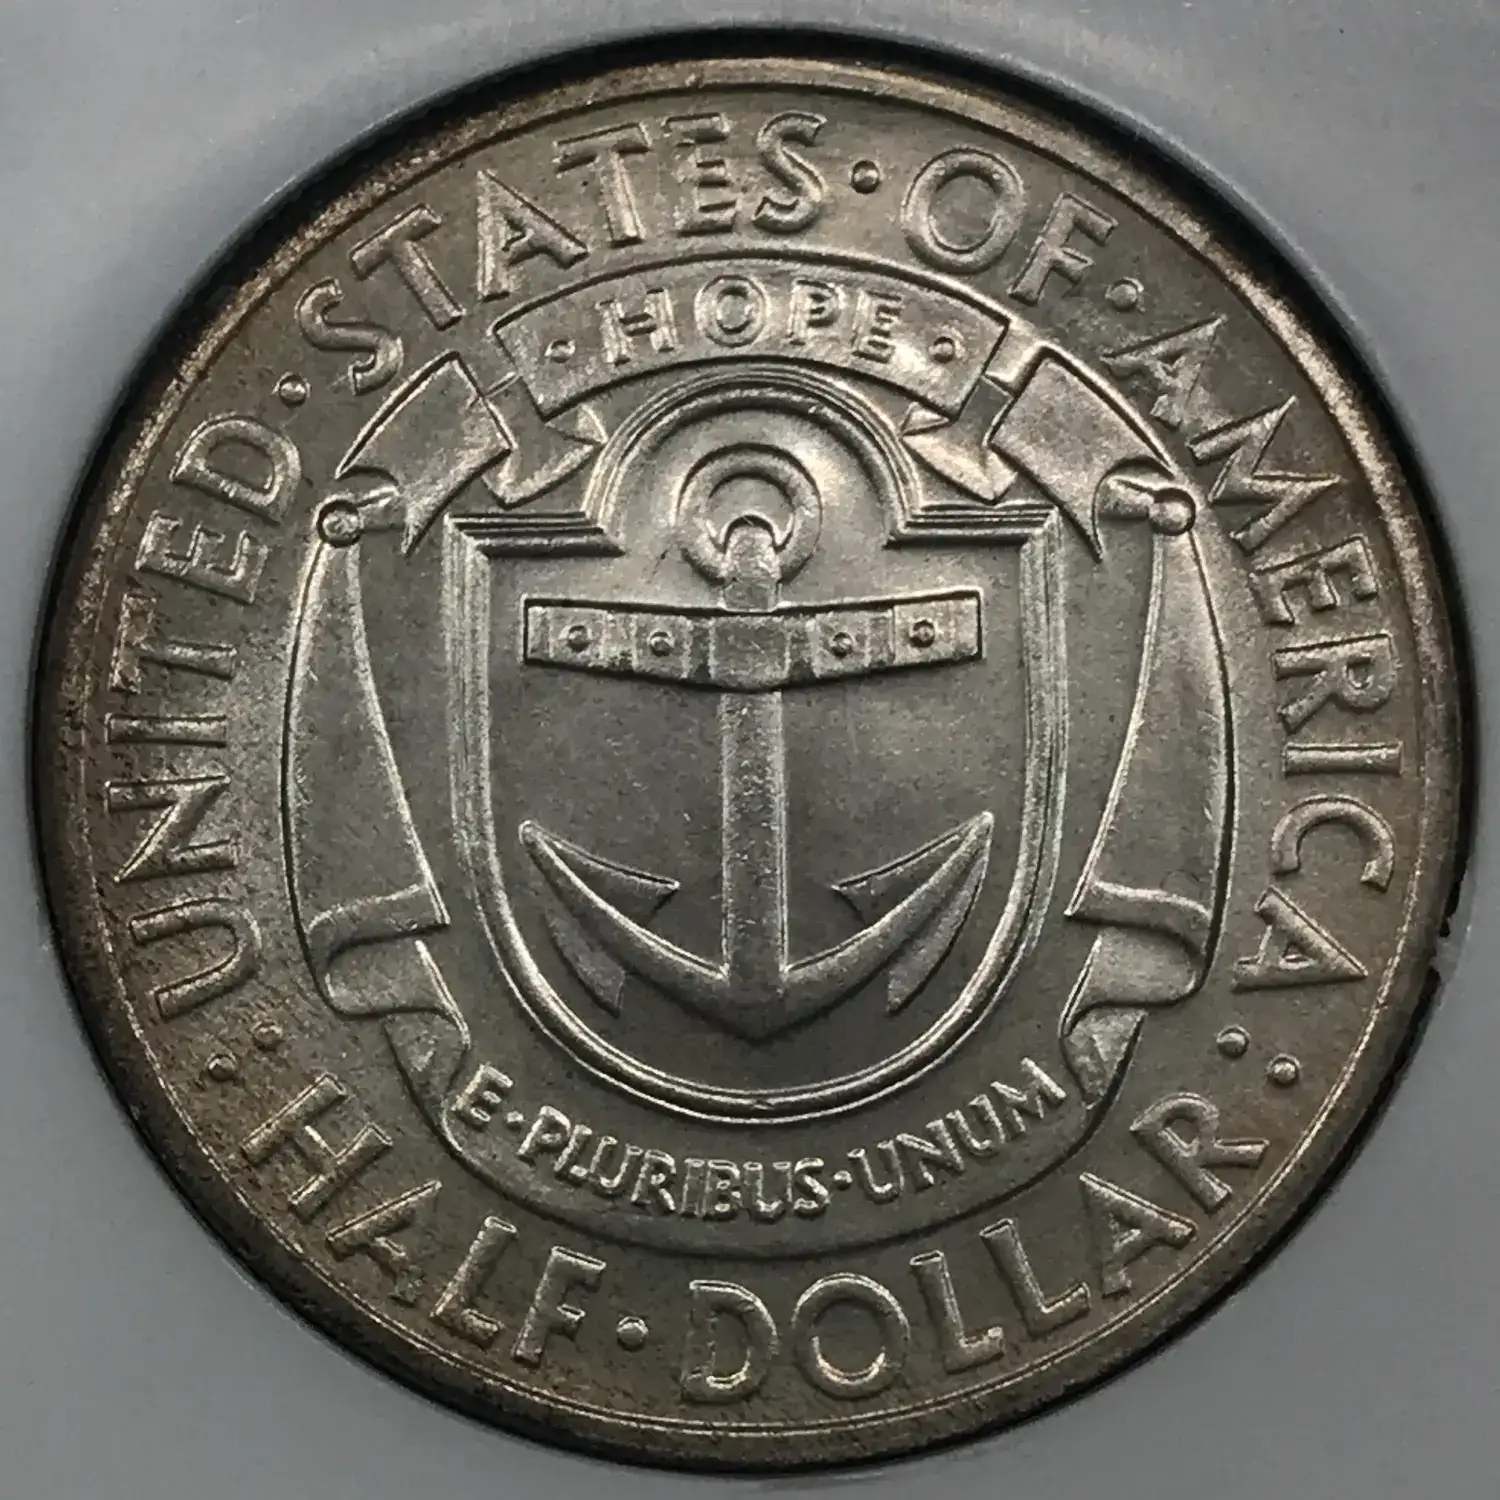 UNITED·STATES·OF·AMERICA
·HOPE·
E·PLURIBUS·UNUM
HALF·DOLLAR